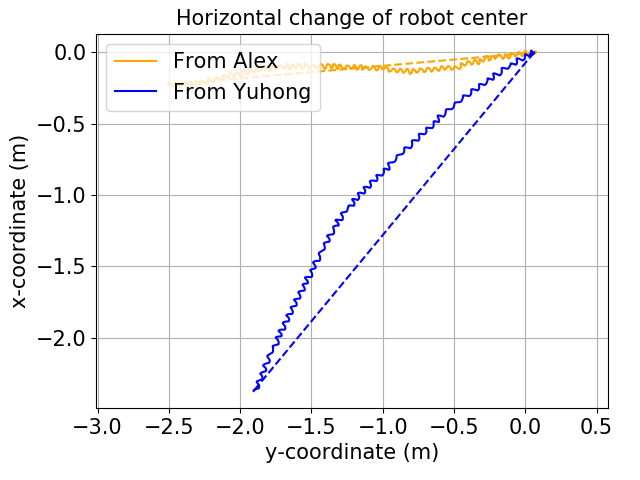 Horizontal change of robot center
From Alex
From Yuhong
0.0
−0.5
−1.0
−1.5
−2.0
x-coordinate (m)
−3.0 −2.5 −2.0 −1.5 −1.0 −0.5 0.0 0.5
y-coordinate (m)